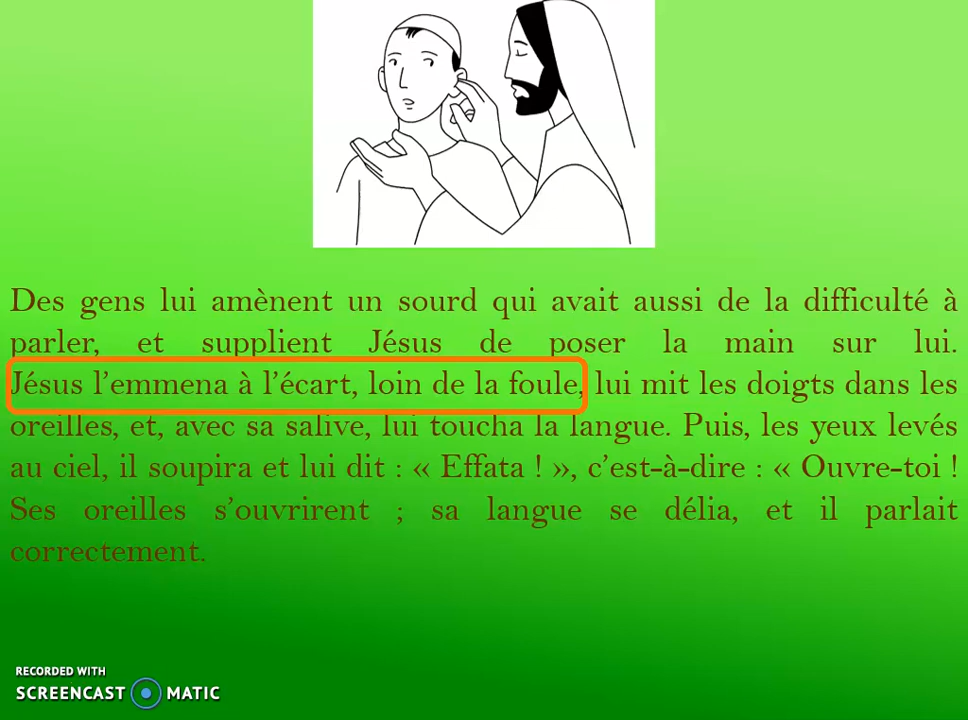 Des gens lui amènent un sourd qui avait aussi de la difficulté à
parler, et supplient Jésus de poser la main sur lui.
Jésus l’emmena à l’écart, loin de la foule, lui mit les doigts dans les
oreilles, et, avec sa salive, lui toucha la langue. Puis, les yeux levés
au ciel, il soupira et lui dit : « Effata ! », c’est-à-dire : « Ouvre-toi !
Ses oreilles s’ouvrirent ; sa langue se délia, et il parlait
correctement.
RECORDED WITH
SCREENCAST MATIC